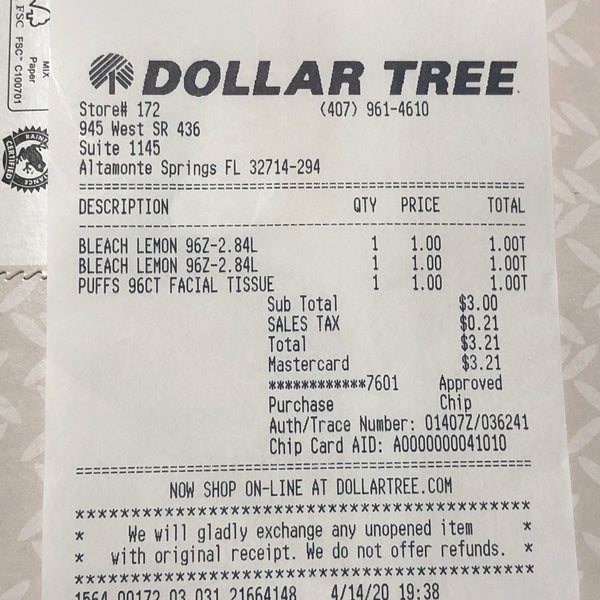 FSC
FSC™ C100701
MIX
Paper
CERTIFIED
DOLLAR TREE
Store# 172 (407) 961-4610
945 West SR 436
Suite 1145
Altamonte Springs FL 32714-294
DESCRIPTION QTY PRICE TOTAL
BLEACH LEMON 96Z-2.84L 1 1.00 1.00T
BLEACH LEMON 96Z-2.84L 1 1.00 1.00T
PUFFS 96CT FACIAL TISSUE 1 1.00 1.00T
Sub Total $3.00
SALES TAX $0.21
Total $3.21
Mastercard $3.21
************7601 Approved
Purchase Chip
Auth/Trace Number: 01407Z/036241
Chip Card AID: A0000000041010
NOW SHOP ON-LINE AT DOLLARTREE.COM
* We will gladly exchange any unopened item *
* with original receipt. We do not offer refunds. *
1564 00172 03 031 21664148 4/14/20 19:38